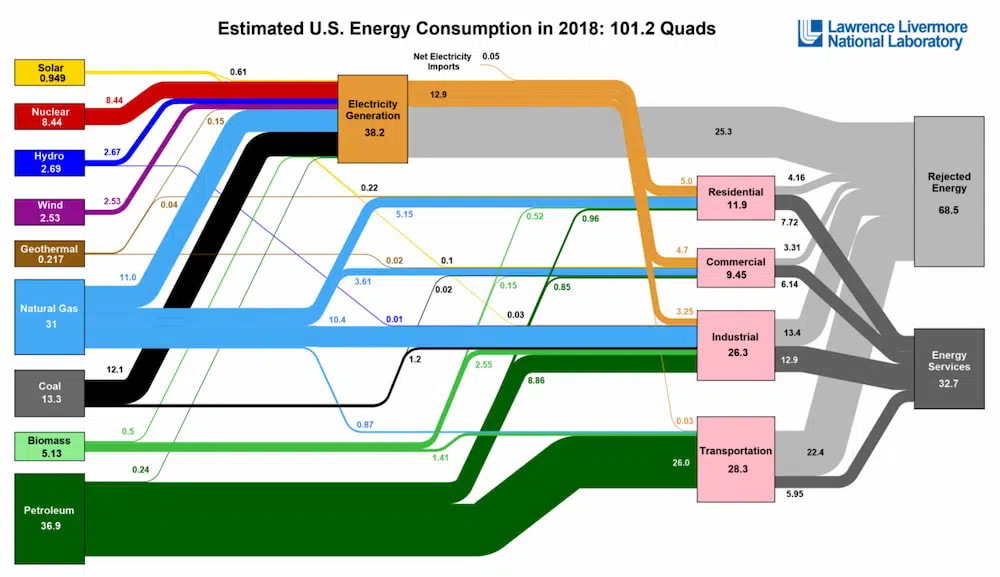 Estimated U.S. Energy Consumption in 2018: 101.2 Quads
Lawrence Livermore
National Laboratory
Net Electricity
Imports
0.05
Solar
0.949
0.61
12.9
Nuclear
8.44
8.44
Electricity
Generation
38.2
0.15
25.3
Hydro
2.69
2.67
Rejected
Energy
68.5
Wind
2.53
2.53
0.04
0.22
5.15
0.52
0.96
5.0
Residential
11.9
4.16
7.72
Geothermal
0.217
0.02
0.1
4.7
Commercial
9.45
3.31
6.14
11.0
3.61
0.02
0.15
0.85
Natural Gas
31
10.4
0.01
0.03
3.25
Industrial
26.3
13.4
12.9
Energy
Services
32.7
Coal
13.3
12.1
1.2
2.55
8.86
Biomass
5.13
0.5
0.87
1.41
0.03
0.24
Transportation
28.3
26.0
22.4
5.95
Petroleum
36.9